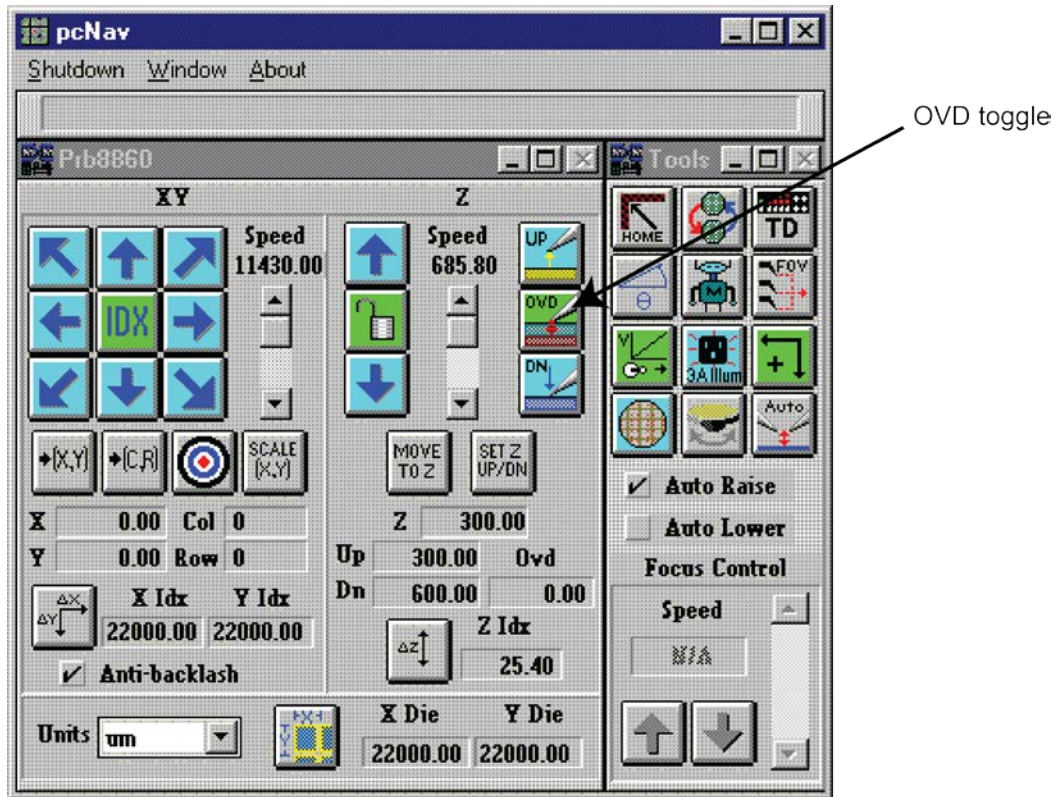 pcNav
Shutdown Window About
OVD toggle
Prb8860
XY Z
Speed
11430.00
IDX
Speed
685.80
UP
OVD
DN
→(X,Y) →(C,R) SCALE (X,Y)
MOVE TO Z SET Z UP/DN
X 0.00 Col 0
Y 0.00 Row 0
Z 300.00
Up 300.00 Ovd
Dn 600.00 0.00
ΔX
ΔY
X Idx Y Idx
22000.00 22000.00
ΔZ
Z Idx
25.40
Anti-backlash
Units um
X
Y
X Die Y Die
22000.00 22000.00
Tools
HOME TD
θ M FOV
V 3A Illum +
Auto
Auto Raise
Auto Lower
Focus Control
Speed
N/A